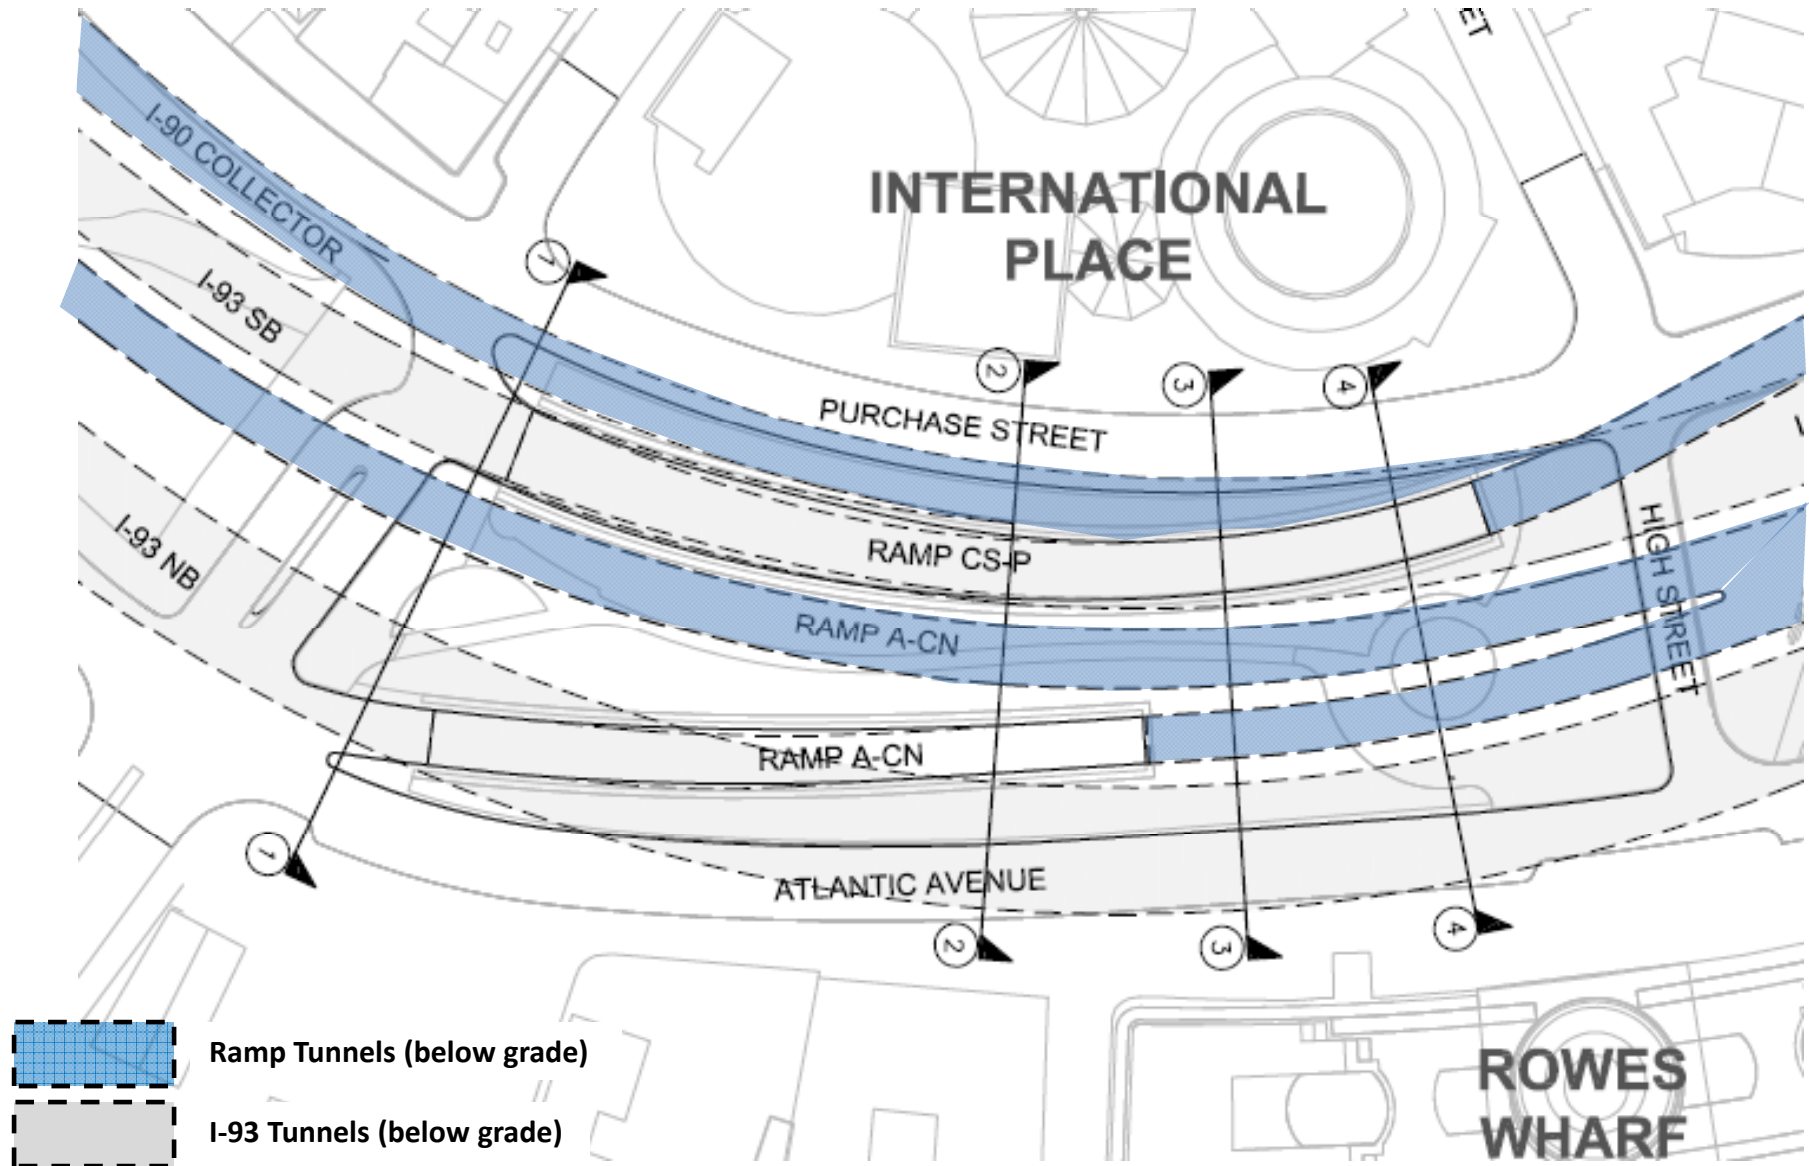 ET
I-90 COLLECTOR
INTERNATIONAL
PLACE
1
I-93 SB
2
3
4
PURCHASE STREET
I-93 NB
RAMP CS-P
HIGH STREET
RAMP A-CN
RAMP A-CN
1
ATLANTIC AVENUE
2
3
4
Ramp Tunnels (below grade)
I-93 Tunnels (below grade)
ROWES
WHARF